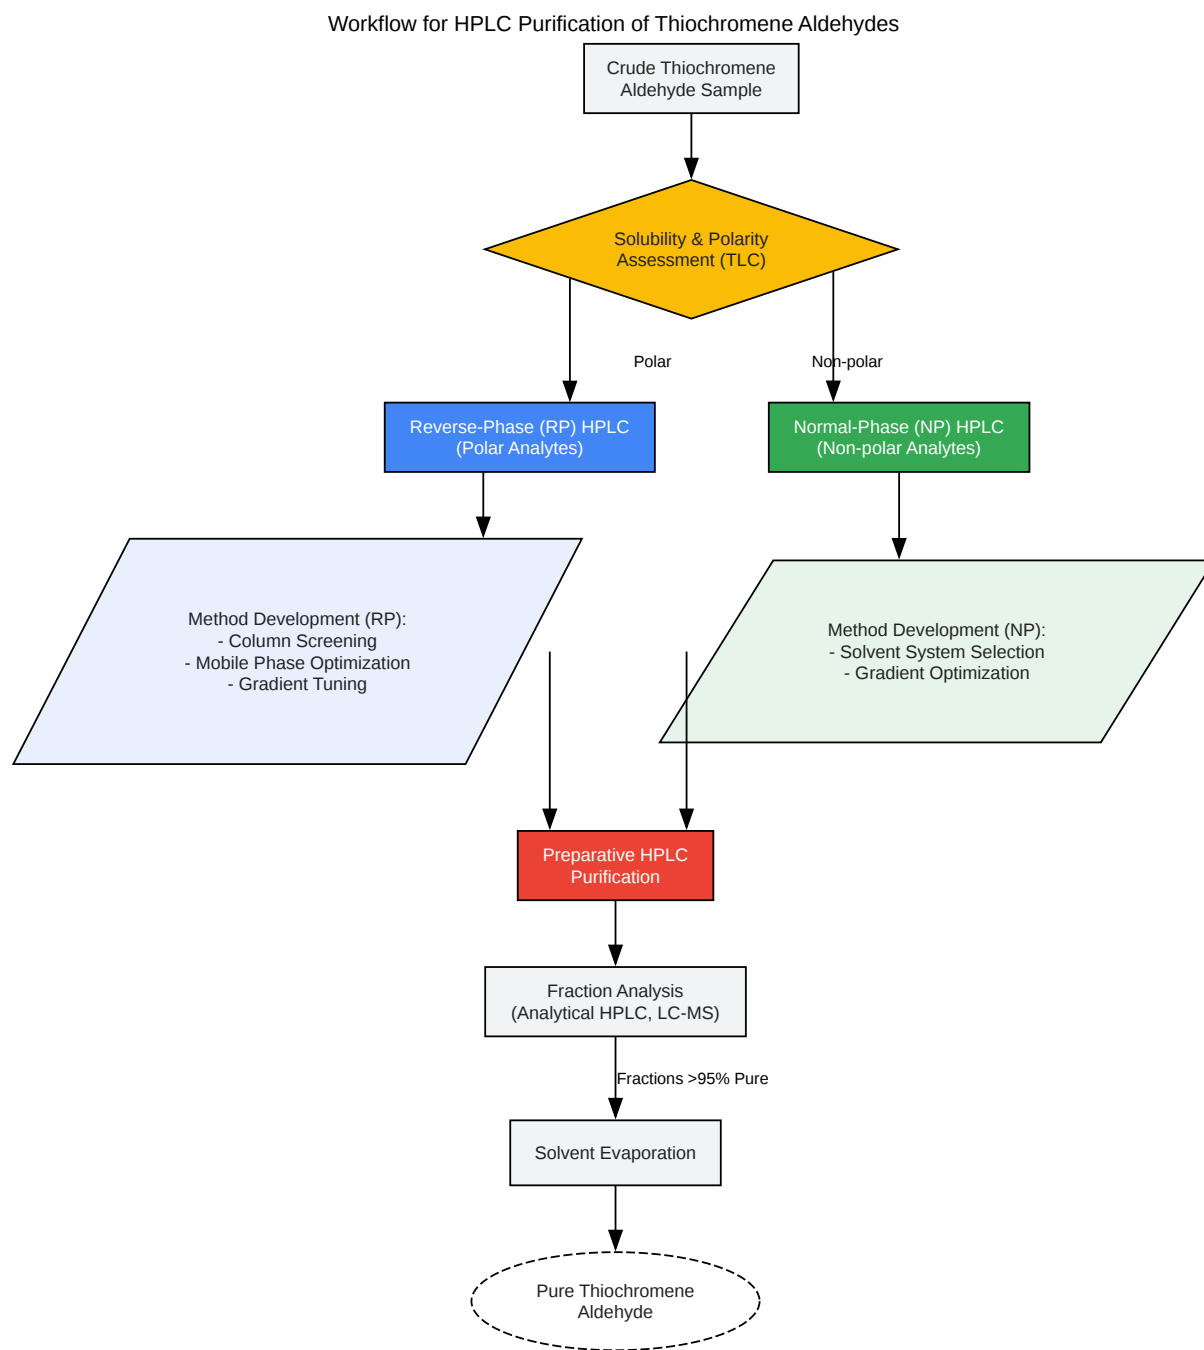 Workflow for HPLC Purification of Thiochromene Aldehydes
Crude Thiochromene
Aldehyde Sample
Solubility & Polarity
Assessment (TLC)
Polar
Non-polar
Reverse-Phase (RP) HPLC
(Polar Analytes)
Normal-Phase (NP) HPLC
(Non-polar Analytes)
Method Development (RP):
- Column Screening
- Mobile Phase Optimization
- Gradient Tuning
Method Development (NP):
- Solvent System Selection
- Gradient Optimization
Preparative HPLC
Purification
Fraction Analysis
(Analytical HPLC, LC-MS)
Fractions >95% Pure
Solvent Evaporation
Pure Thiochromene
Aldehyde